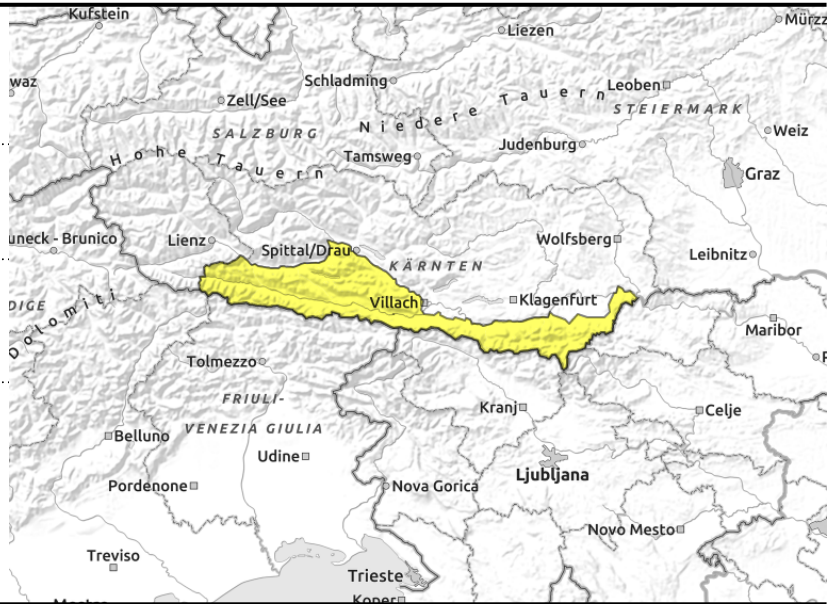 Kufstein
Liezen
Mürzz
waz
Schladming
Leoben
Zell/See
Niedere Tauern
STEIERMARK
SALZBURG
Weiz
Judenburg
Hohe Tauern
Tamsweg
Graz
uneck - Brunico
Lienz
Wolfsberg
Spittal/Drau
KÄRNTEN
Leibnitz
DIGE
Villach
Klagenfurt
Dolomiti
Maribor
P
Tolmezzo
FRIULI-
VENEZIA GIULIA
Kranj
Celje
Belluno
Udine
Ljubljana
Pordenone
Nova Gorica
Novo Mesto
Treviso
Trieste
Koper